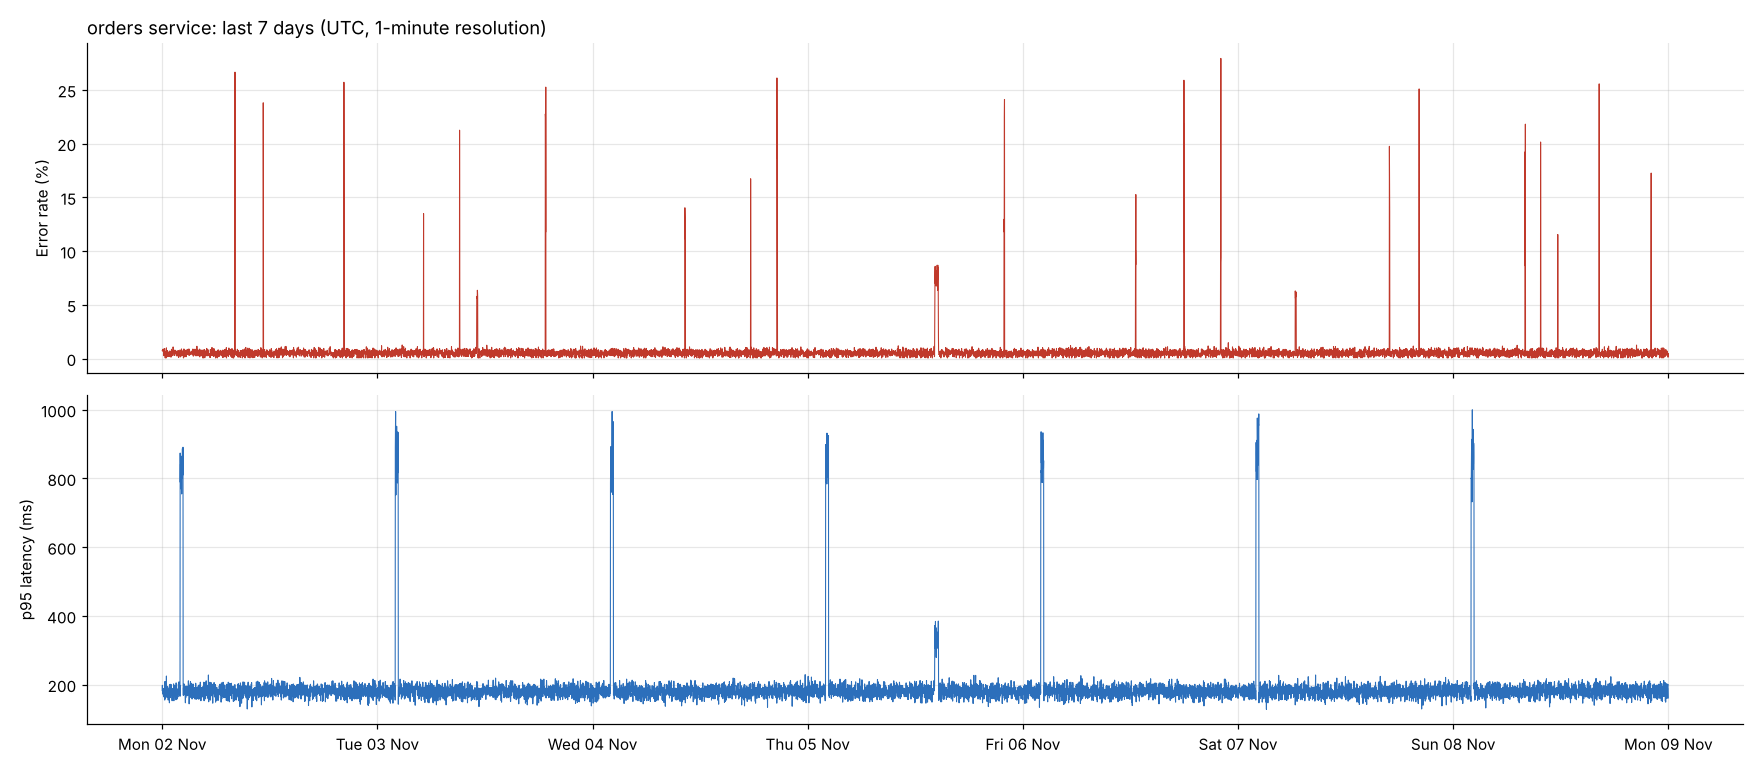 orders service: last 7 days (UTC, 1-minute resolution)
Error rate (%)
25
20
15
10
5
0
p95 latency (ms)
1000
800
600
400
200
Mon 02 Nov Tue 03 Nov Wed 04 Nov Thu 05 Nov Fri 06 Nov Sat 07 Nov Sun 08 Nov Mon 09 Nov